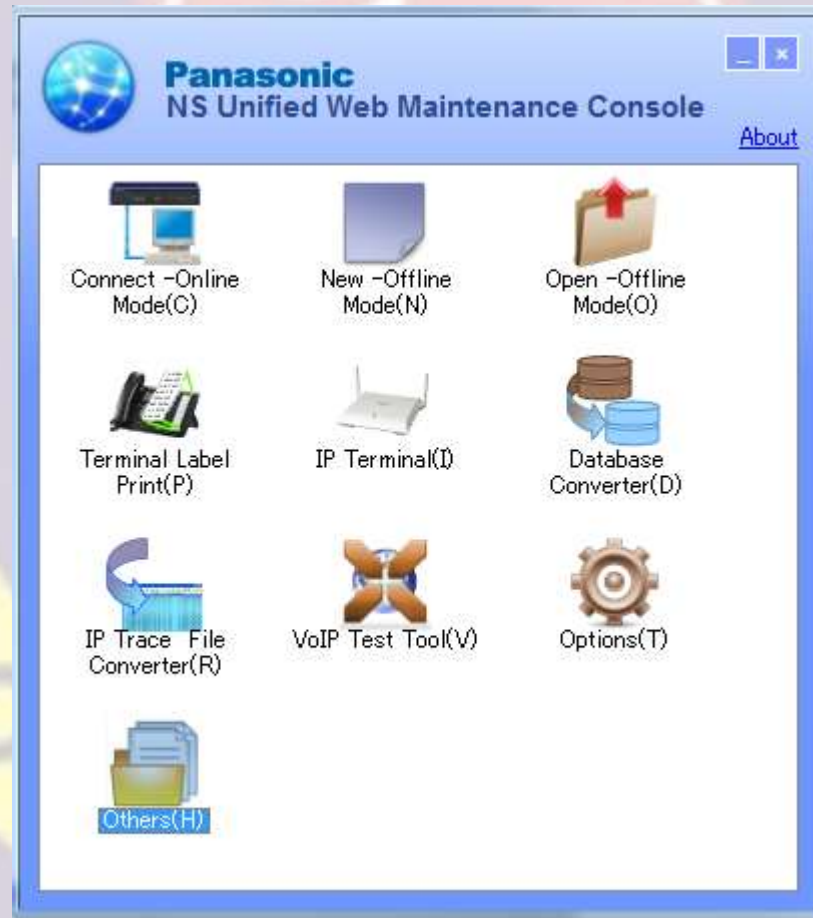 Panasonic
NS Unified Web Maintenance Console
About
Connect -Online
Mode(C)
New -Offline
Mode(N)
Open -Offline
Mode(O)
Terminal Label
Print(P)
IP Terminal(I)
Database
Converter(D)
IP Trace File
Converter(R)
VoIP Test Tool(V)
Options(T)
Others(H)